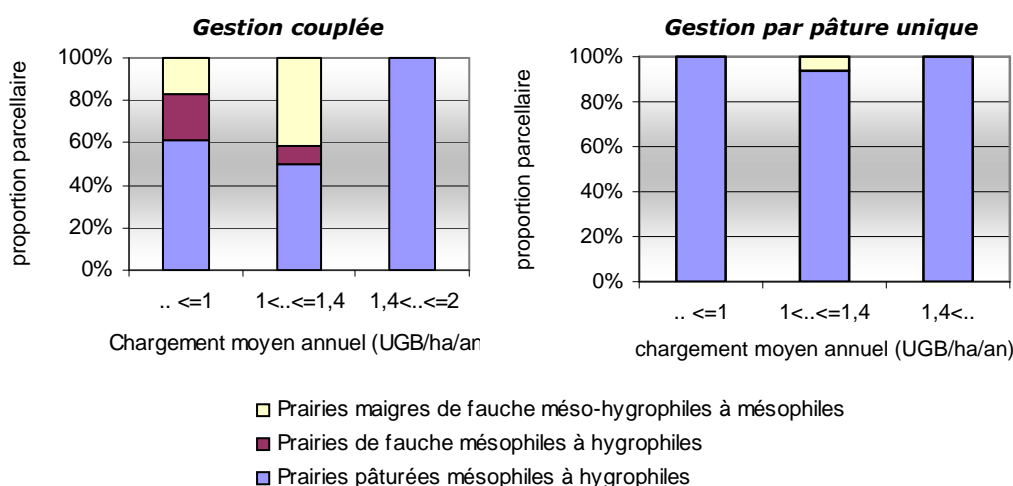 Gestion couplée
proportion parcellaire
100%
80%
60%
40%
20%
0%
.. <=1
1<..<=1,4
1,4<..<=2
Chargement moyen annuel (UGB/ha/an
Gestion par pâture unique
proportion parcellaire
100%
80%
60%
40%
20%
0%
.. <=1
1<..<=1,4
1,4<..
chargement moyen annuel (UGB/ha/an)
Prairies maigres de fauche méso-hygrophiles à mésophiles
Prairies de fauche mésophiles à hygrophiles
Prairies pâturées mésophiles à hygrophiles